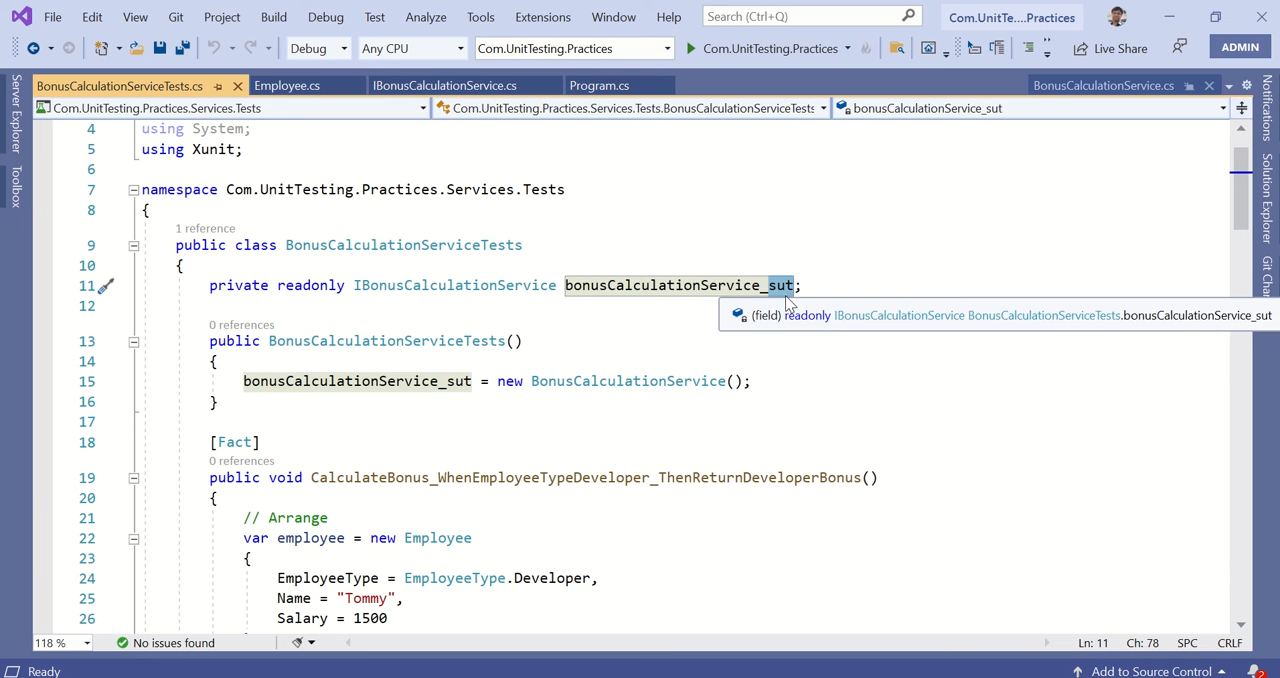 File Edit View Git Project Build Debug Test Analyze Tools Extensions Window Help Search (Ctrl+Q) Com.UnitTe....Practices
Debug Any CPU Com.UnitTesting.Practices Com.UnitTesting.Practices Live Share ADMIN
BonusCalculationServiceTests.cs Employee.cs IBonusCalculationService.cs Program.cs BonusCalculationService.cs
Com.UnitTesting.Practices.Services.Tests Com.UnitTesting.Practices.Services.Tests.BonusCalculationServiceTests bonusCalculationService_sut
Server Explorer
Toolbox
Notifications
Solution Explorer
Git Chan
4 using System;
5 using Xunit;
6
7 namespace Com.UnitTesting.Practices.Services.Tests
8 {
1 reference
9 public class BonusCalculationServiceTests
10 {
11 private readonly IBonusCalculationService bonusCalculationService_sut;
12
(field) readonly IBonusCalculationService BonusCalculationServiceTests.bonusCalculationService_sut
0 references
13 public BonusCalculationServiceTests()
14 {
15 bonusCalculationService_sut = new BonusCalculationService();
16 }
17
18 [Fact]
0 references
19 public void CalculateBonus_WhenEmployeeTypeDeveloper_ThenReturnDeveloperBonus()
20 {
21 // Arrange
22 var employee = new Employee
23 {
24 EmployeeType = EmployeeType.Developer,
25 Name = "Tommy",
26 Salary = 1500
118 % No issues found Ln: 11 Ch: 78 SPC CRLF
Ready Add to Source Control 2